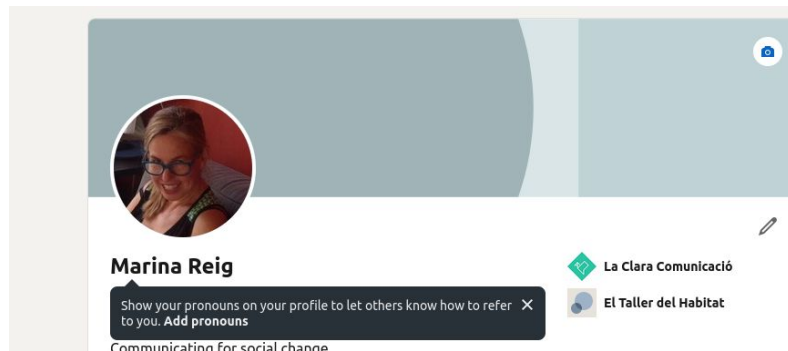 Marina Reig
Show your pronouns on your profile to let others know how to refer
to you. Add pronouns
Communicating for social change
La Clara Comunicació
El Taller del Habitat